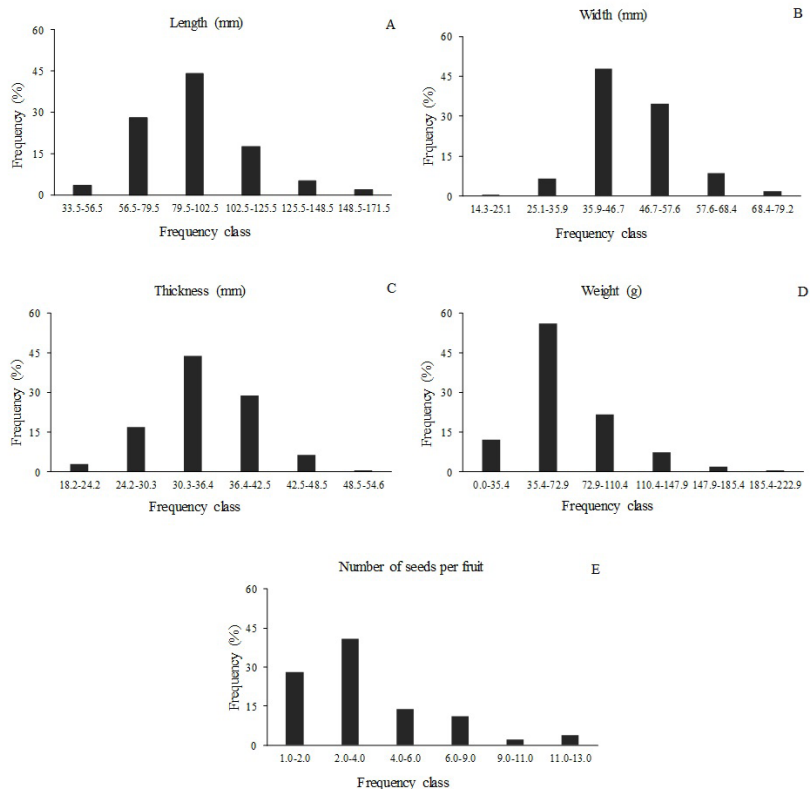 Length (mm)
A
60
45
30
15
0
Frequency (%)
33.5-56.5 56.5-79.5 79.5-102.5 102.5-125.5 125.5-148.5 148.5-171.5
Frequency class
Width (mm)
B
60
45
30
15
0
Frquency (%)
14.3-25.1 25.1-35.9 35.9-46.7 46.7-57.6 57.6-68.4 68.4-79.2
Frequency class
Thickness (mm)
C
60
45
30
15
0
Frequency (%)
18.2-24.2 24.2-30.3 30.3-36.4 36.4-42.5 42.5-48.5 48.5-54.6
Frequency class
Weight (g)
D
60
45
30
15
0
Frequency (%)
0.0-35.4 35.4-72.9 72.9-110.4 110.4-147.9 147.9-185.4 185.4-222.9
Frequency class
Number of seeds per fruit
E
60
45
30
15
0
Frequency (%)
1.0-2.0 2.0-4.0 4.0-6.0 6.0-9.0 9.0-11.0 11.0-13.0
Frequency class